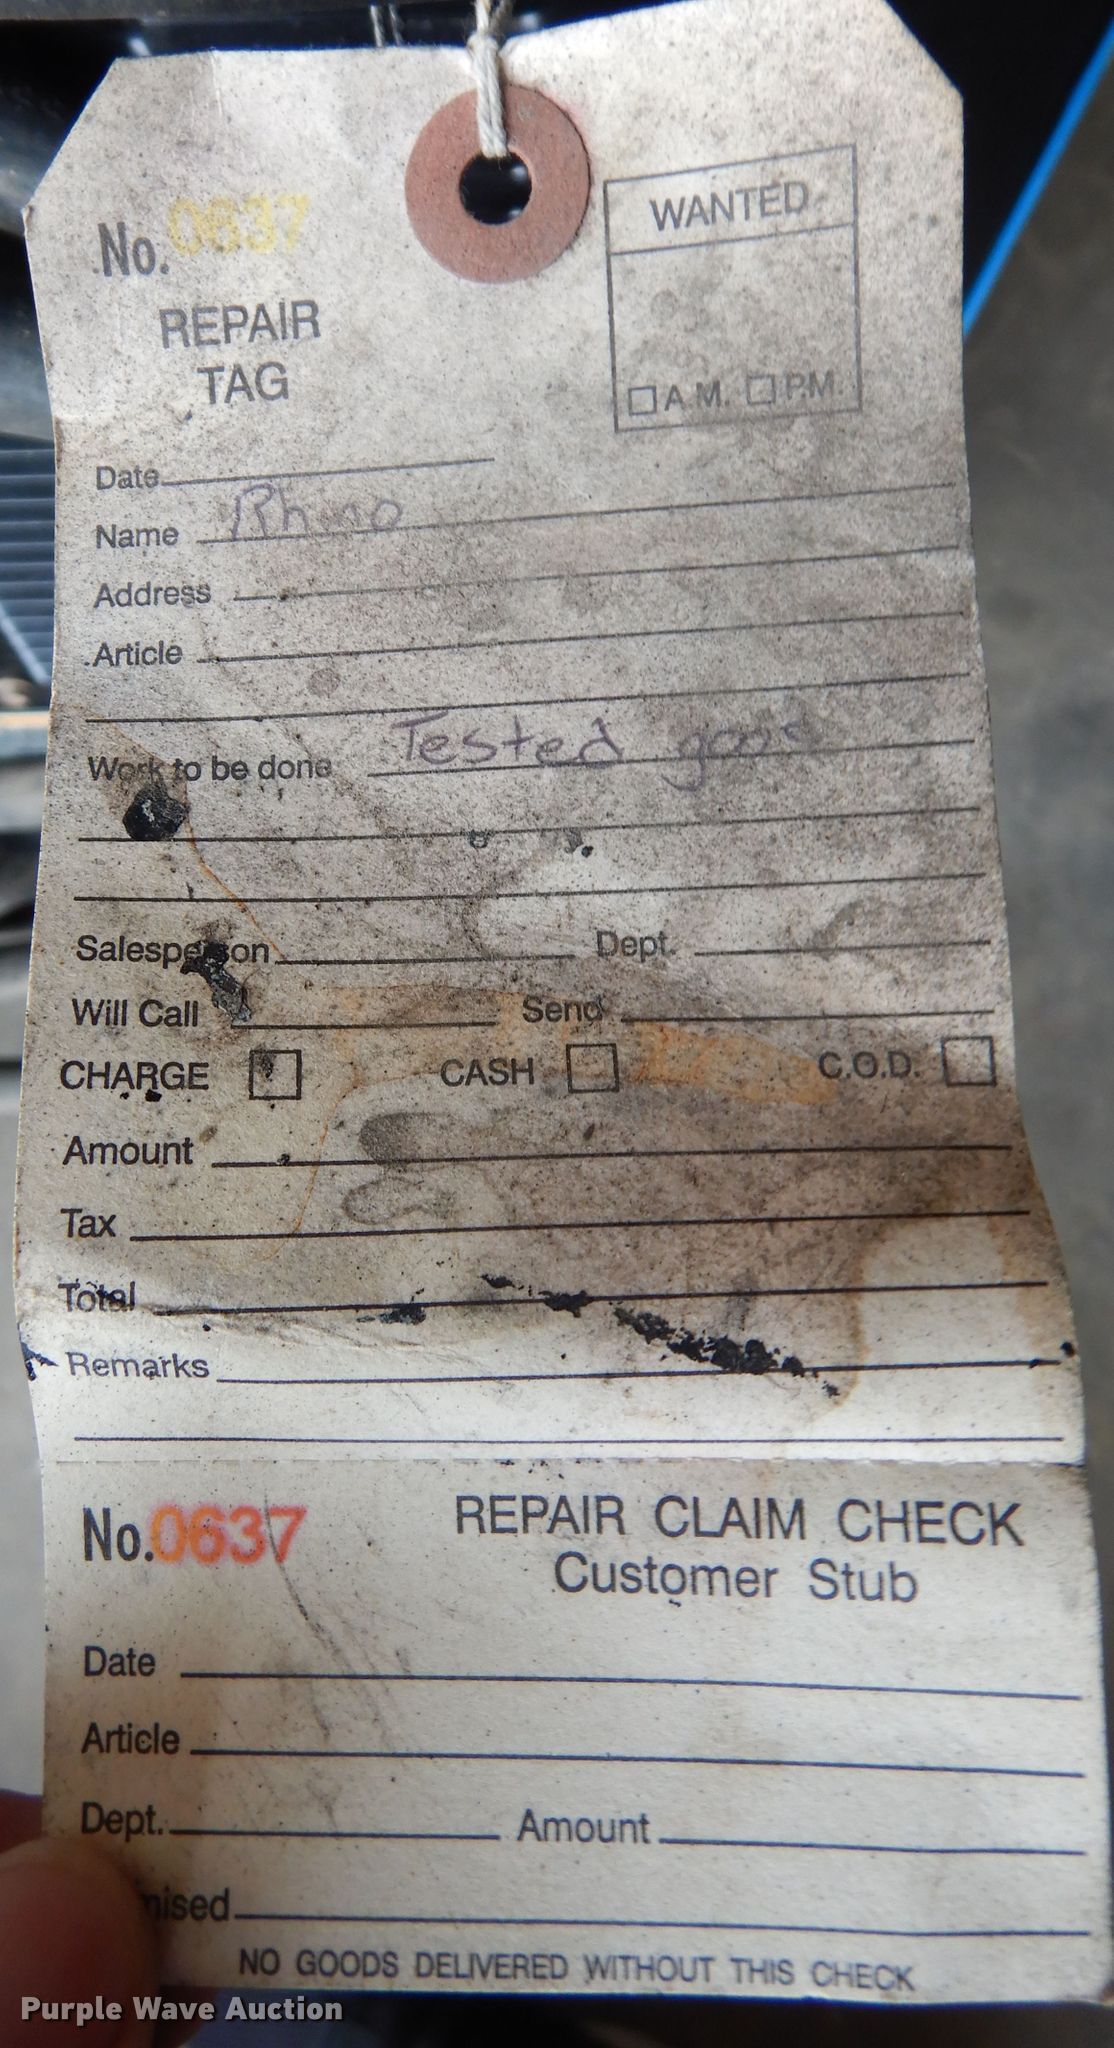 No. 0637
REPAIR
TAG
WANTED
A.M. P.M.
Date
Name Rhino
Address
Article
Work to be done Tested good
Salesperson Dept.
Will Call Send
CHARGE CASH C.O.D.
Amount
Tax
Total
Remarks
No. 0637
REPAIR CLAIM CHECK
Customer Stub
Date
Article
Dept. Amount
mised
NO GOODS DELIVERED WITHOUT THIS CHECK
Purple Wave Auction